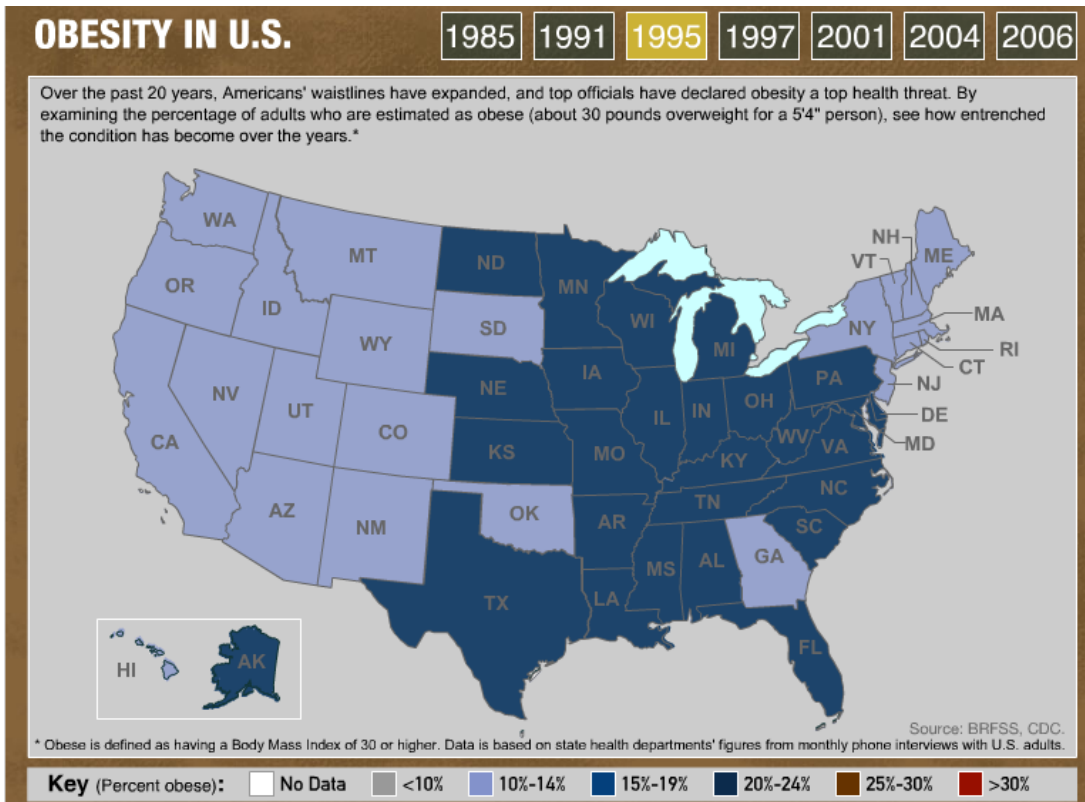 OBESITY IN U.S.
1985 1991 1995 1997 2001 2004 2006
Over the past 20 years, Americans' waistlines have expanded, and top officials have declared obesity a top health threat. By
examining the percentage of adults who are estimated as obese (about 30 pounds overweight for a 5'4" person), see how entrenched
the condition has become over the years.*
WA
MT
ND
MN
NH
VT
ME
OR
ID
SD
WI
NY
MA
WY
MI
RI
CT
NV
NE
IA
PA
NJ
UT
CO
IL
IN
OH
DE
CA
KS
MO
WV
VA
MD
KY
AZ
NM
OK
AR
TN
NC
SC
TX
MS
AL
GA
LA
FL
HI
AK
Source: BRFSS, CDC.
* Obese is defined as having a Body Mass Index of 30 or higher. Data is based on state health departments' figures from monthly phone interviews with U.S. adults.
Key (Percent obese): No Data <10% 10%-14% 15%-19% 20%-24% 25%-30% >30%